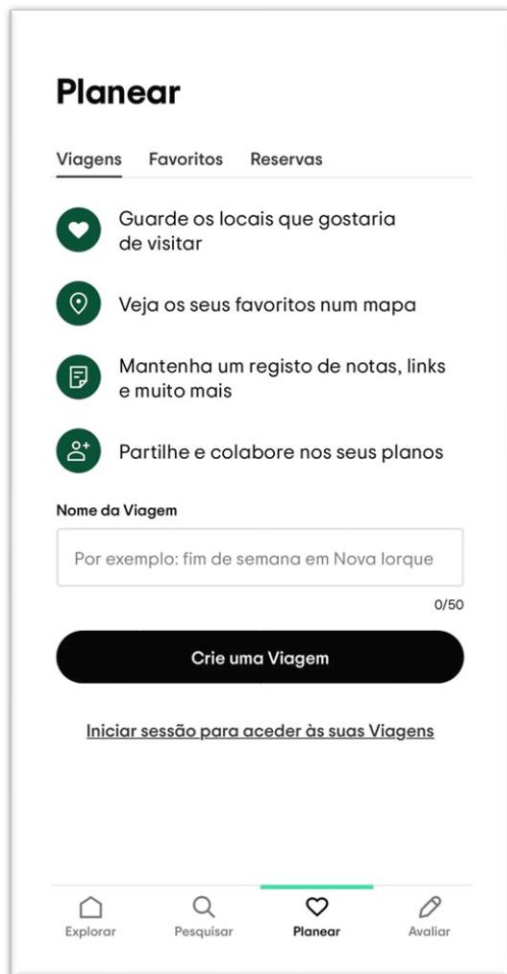 Planear
Viagens Favoritos Reservas
Guarde os locais que gostaria
de visitar
Veja os seus favoritos num mapa
Mantenha um registo de notas, links
e muito mais
Partilhe e colabore nos seus planos
Nome da Viagem
Por exemplo: fim de semana em Nova Iorque
0/50
Crie uma Viagem
Iniciar sessão para aceder às suas Viagens
Explorar Pesquisar Planear Avaliar